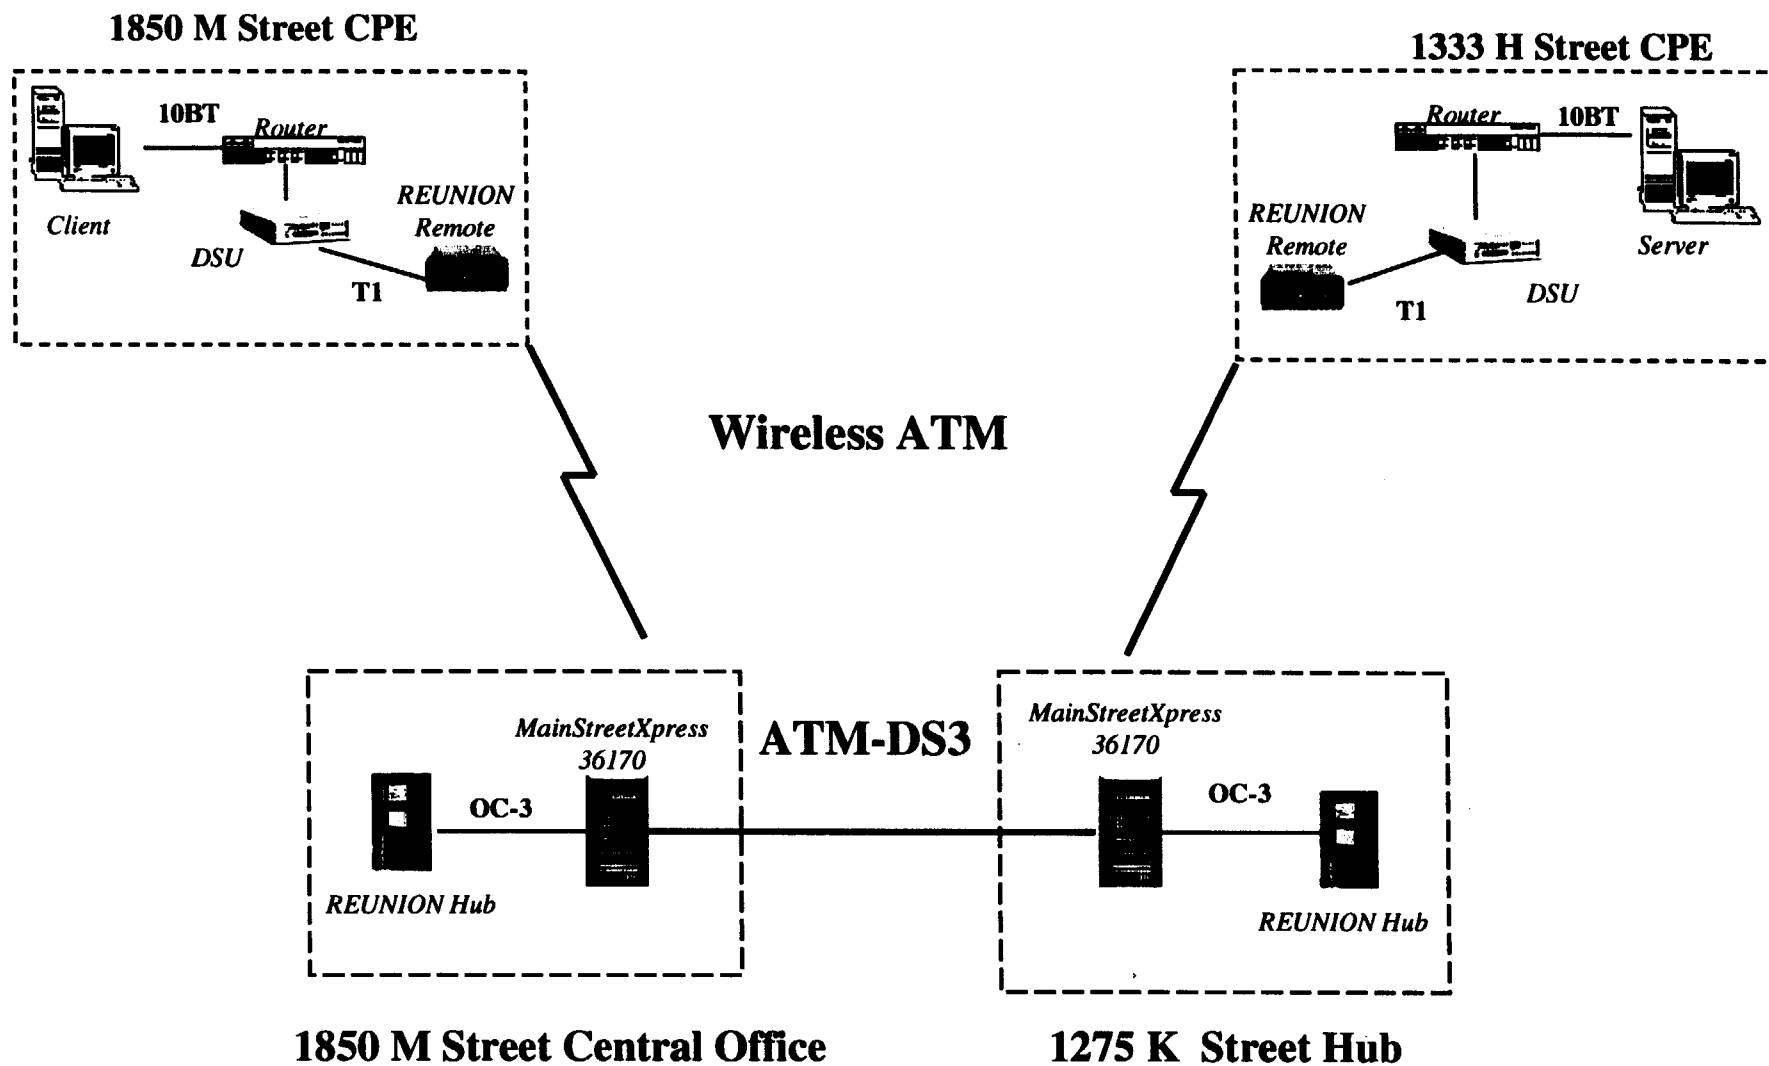 1850 M Street CPE
10BT
Router
REUNION
Remote
Client
DSU
T1
1333 H Street CPE
Router
10BT
REUNION
Remote
Server
DSU
T1
Wireless ATM
MainStreetXpress
36170
ATM-DS3
MainStreetXpress
36170
OC-3
OC-3
REUNION Hub
REUNION Hub
1850 M Street Central Office
1275 K Street Hub